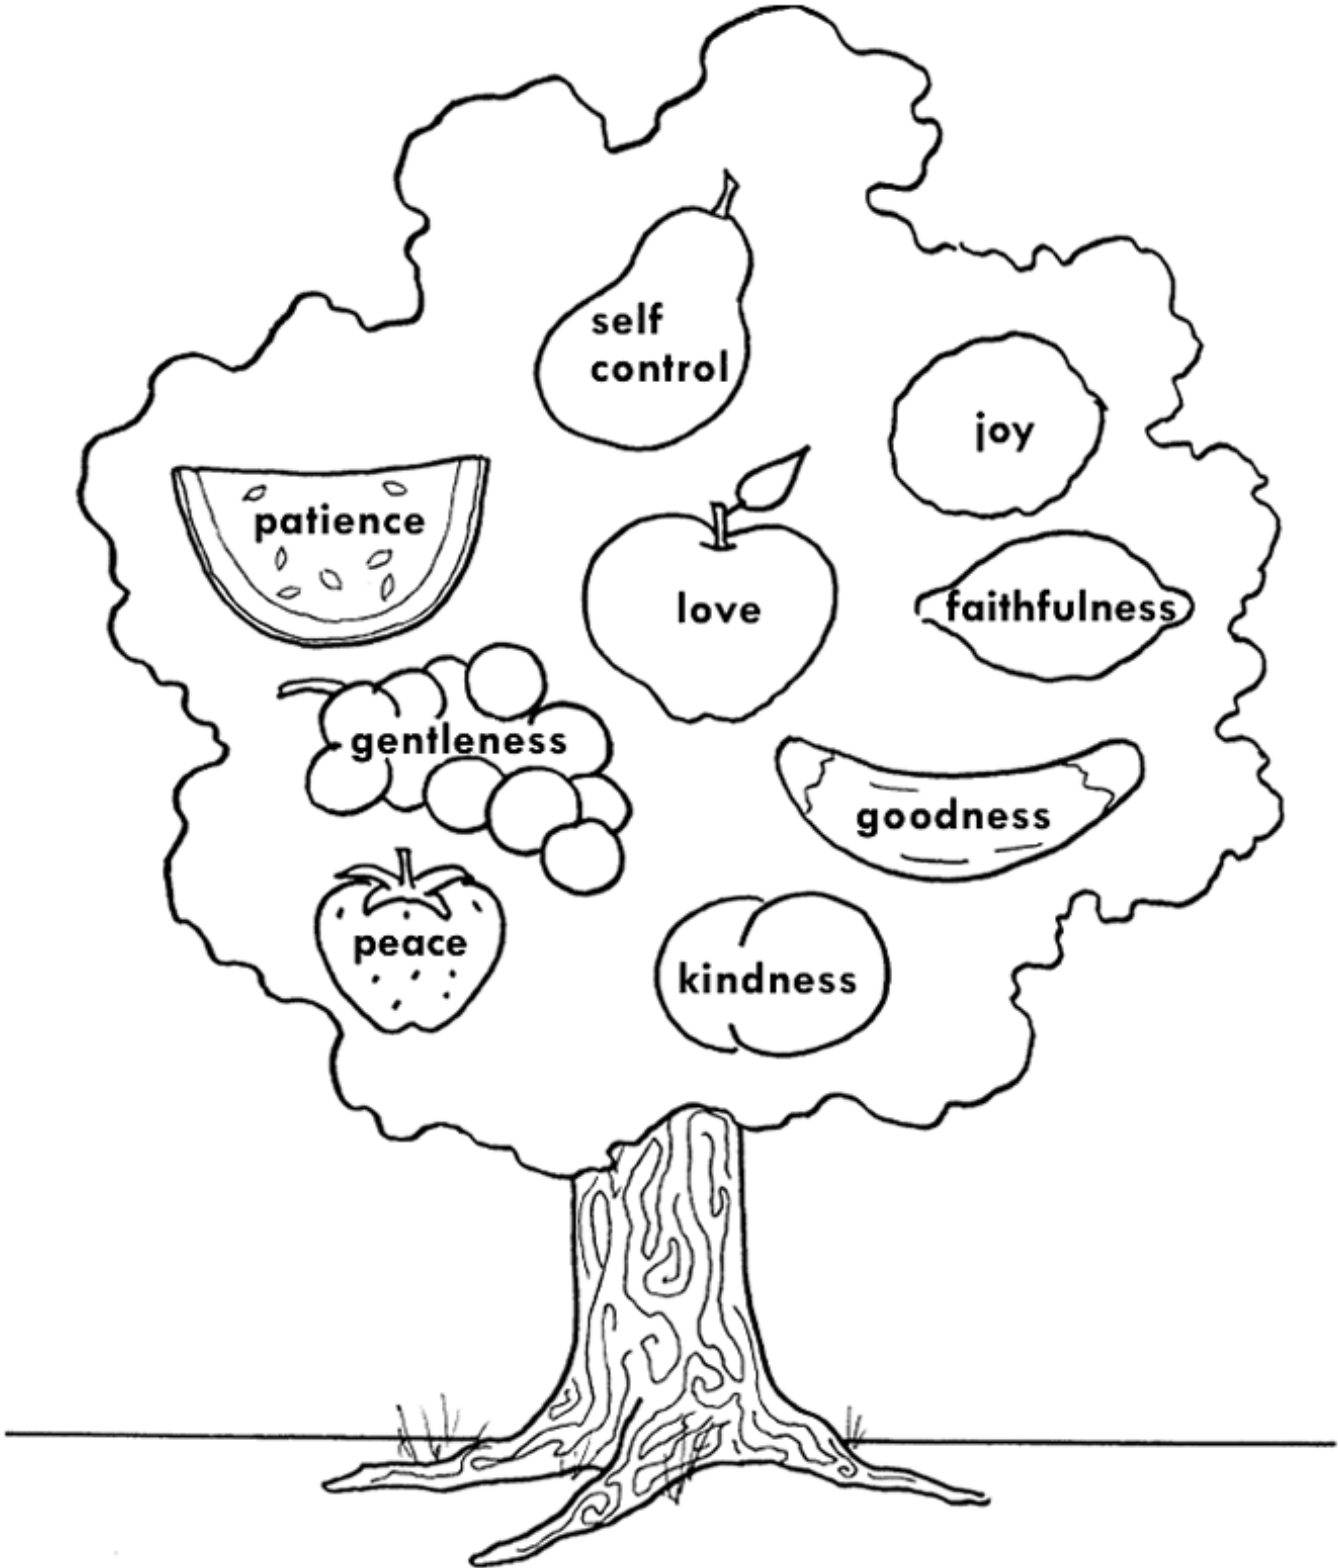 self
control
joy
patience
love
faithfulness
gentleness
goodness
peace
kindness